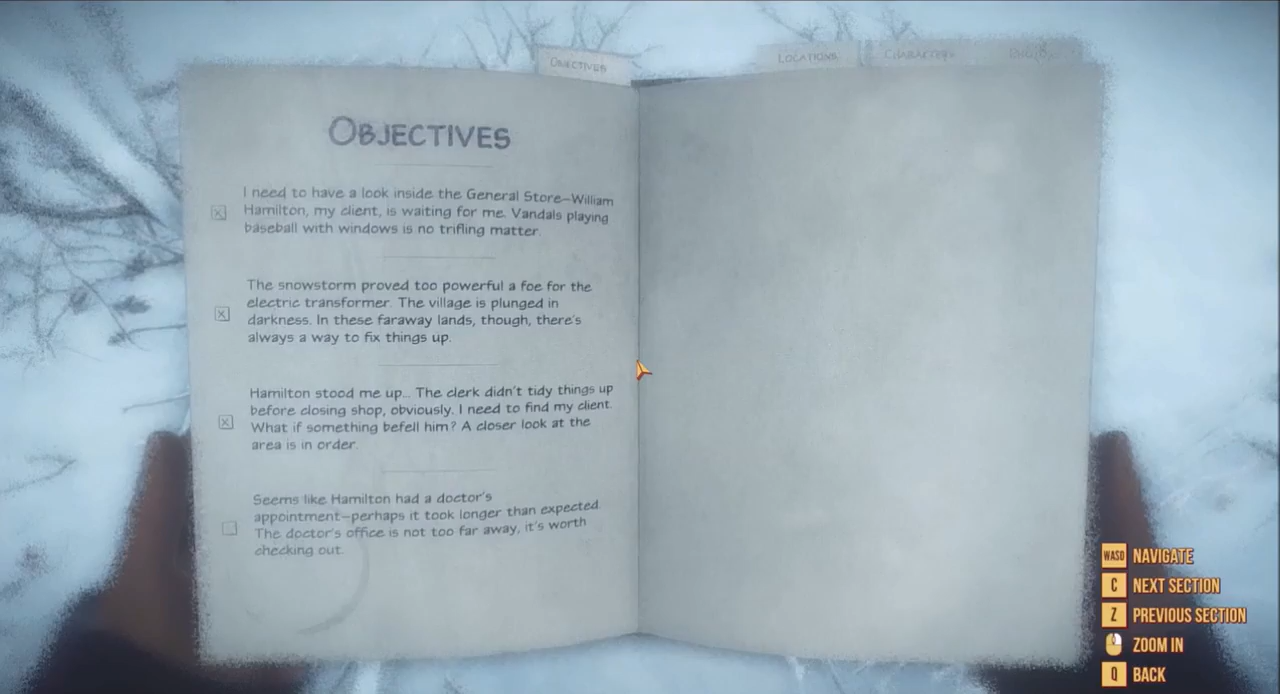 OBJECTIVES
LOCATIONS
CHARACTERS
OBJECTIVES
I need to have a look inside the General Store–William
Hamilton, my client, is waiting for me. Vandals playing
baseball with windows is no trifling matter.
The snowstorm proved too powerful a foe for the
electric transformer. The village is plunged in
darkness. In these faraway lands, though, there's
always a way to fix things up.
Hamilton stood me up... The clerk didn't tidy things up
before closing shop, obviously. I need to find my client.
What if something befell him? A closer look at the
area is in order.
Seems like Hamilton had a doctor's
appointment–perhaps it took longer than expected.
The doctor's office is not too far away, it's worth
checking out.
WASD NAVIGATE
C NEXT SECTION
Z PREVIOUS SECTION
ZOOM IN
Q BACK